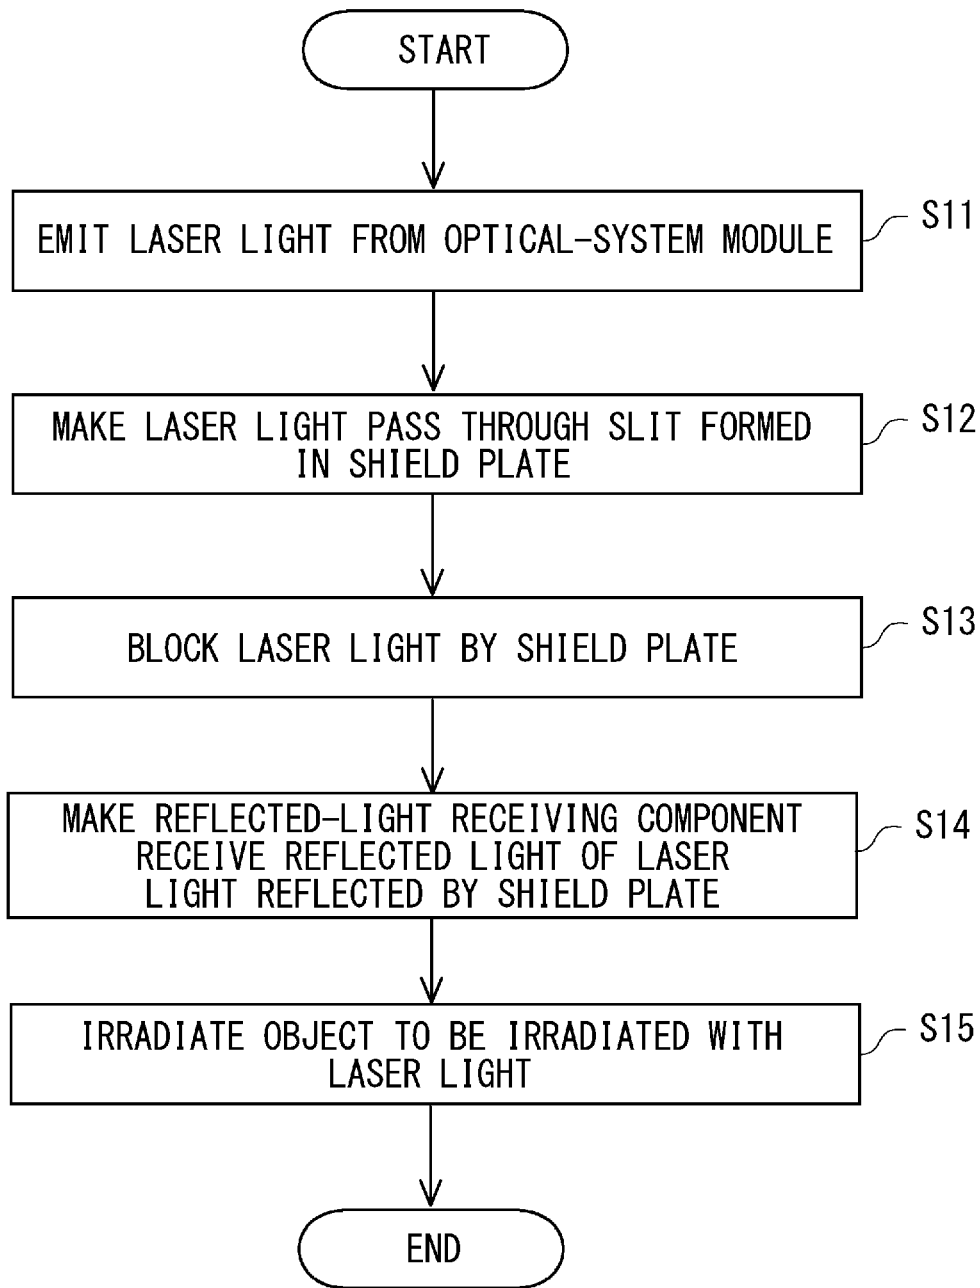 START
EMIT LASER LIGHT FROM OPTICAL-SYSTEM MODULE
S11
MAKE LASER LIGHT PASS THROUGH SLIT FORMED
IN SHIELD PLATE
S12
BLOCK LASER LIGHT BY SHIELD PLATE
S13
MAKE REFLECTED-LIGHT RECEIVING COMPONENT
RECEIVE REFLECTED LIGHT OF LASER
LIGHT REFLECTED BY SHIELD PLATE
S14
IRRADIATE OBJECT TO BE IRRADIATED WITH
LASER LIGHT
S15
END